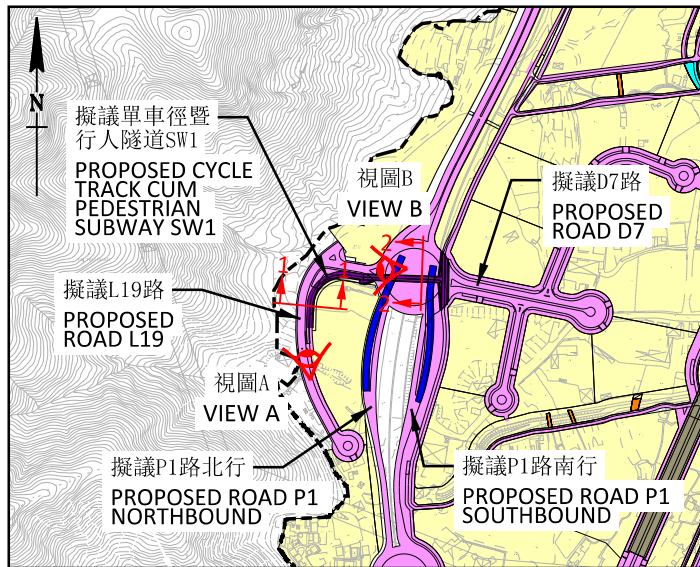 N
擬議單車徑暨
行人隧道SW1
PROPOSED CYCLE
TRACK CUM
PEDESTRIAN
SUBWAY SW1
視圖B
VIEW B
擬議D7路
PROPOSED
ROAD D7
2
2
1
1
擬議L19路
PROPOSED
ROAD L19
視圖A
VIEW A
擬議P1路北行
PROPOSED ROAD P1
NORTHBOUND
擬議P1路南行
PROPOSED ROAD P1
SOUTHBOUND